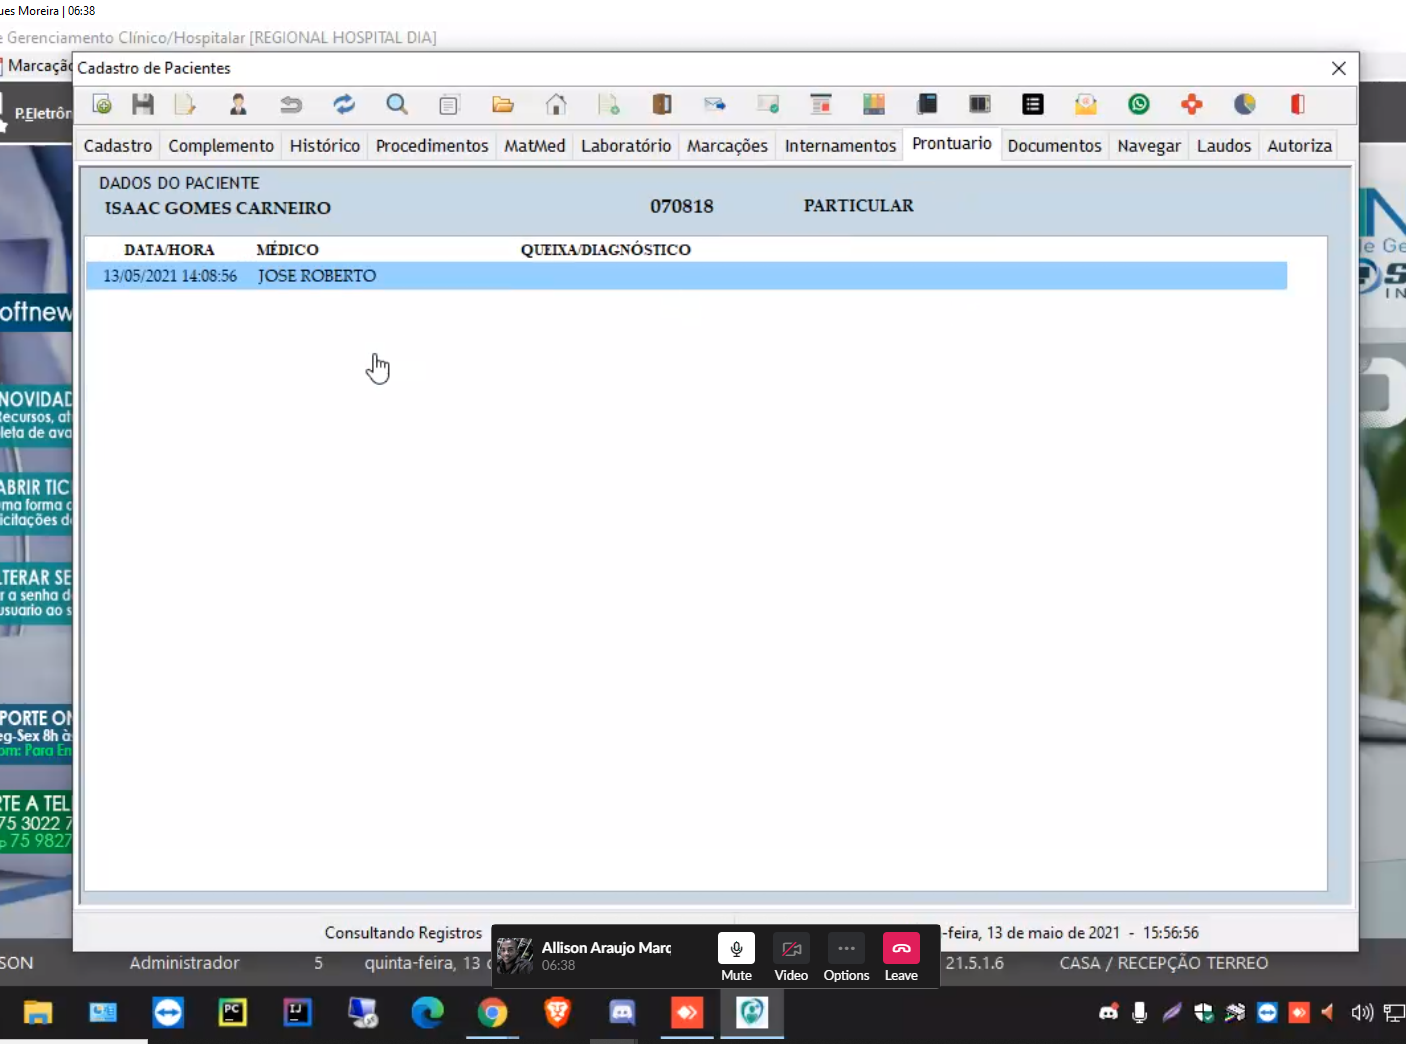 ues Moreira | 06:38
e Gerenciamento Clínico/Hospitalar [REGIONAL HOSPITAL DIA]
Marcaçã
Cadastro de Pacientes
P.Eletrôn
Cadastro Complemento Histórico Procedimentos MatMed Laboratório Marcações Internamentos Prontuario Documentos Navegar Laudos Autoriza
DADOS DO PACIENTE
ISAAC GOMES CARNEIRO 070818 PARTICULAR
DATA/HORA MÉDICO QUEIXA/DIAGNÓSTICO
13/05/2021 14:08:56 JOSE ROBERTO
e Ge
IN
oftnew
NOVIDAD
Recursos, at
leta de ava
ABRIR TIC
ma forma d
icitações d
LTERAR SE
r a senha d
usuario ao s
PORTE ON
eg-Sex 8h à
om: Para Em
RTE A TEL
75 3022 7
p 75 9827
Consultando Registros
-feira, 13 de maio de 2021 - 15:56:56
Allison Araujo Marc
06:38
Mute Video Options Leave
SON Administrador 5 quinta-feira, 13 d 21.5.1.6 CASA / RECEPÇÃO TERREO
PC
IJ